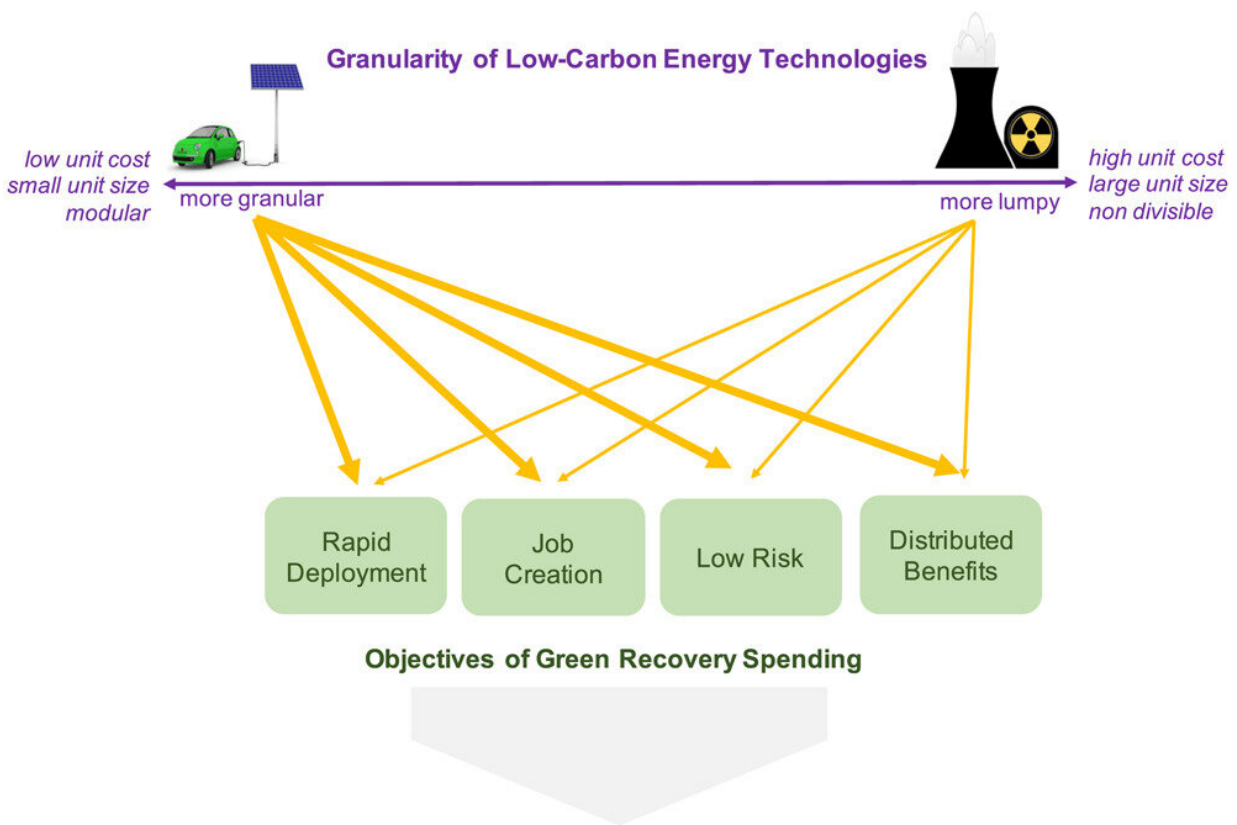 Granularity of Low-Carbon Energy Technologies
low unit cost
small unit size
modular
more granular
more lumpy
high unit cost
large unit size
non divisible
Rapid
Deployment
Job
Creation
Low Risk
Distributed
Benefits
Objectives of Green Recovery Spending